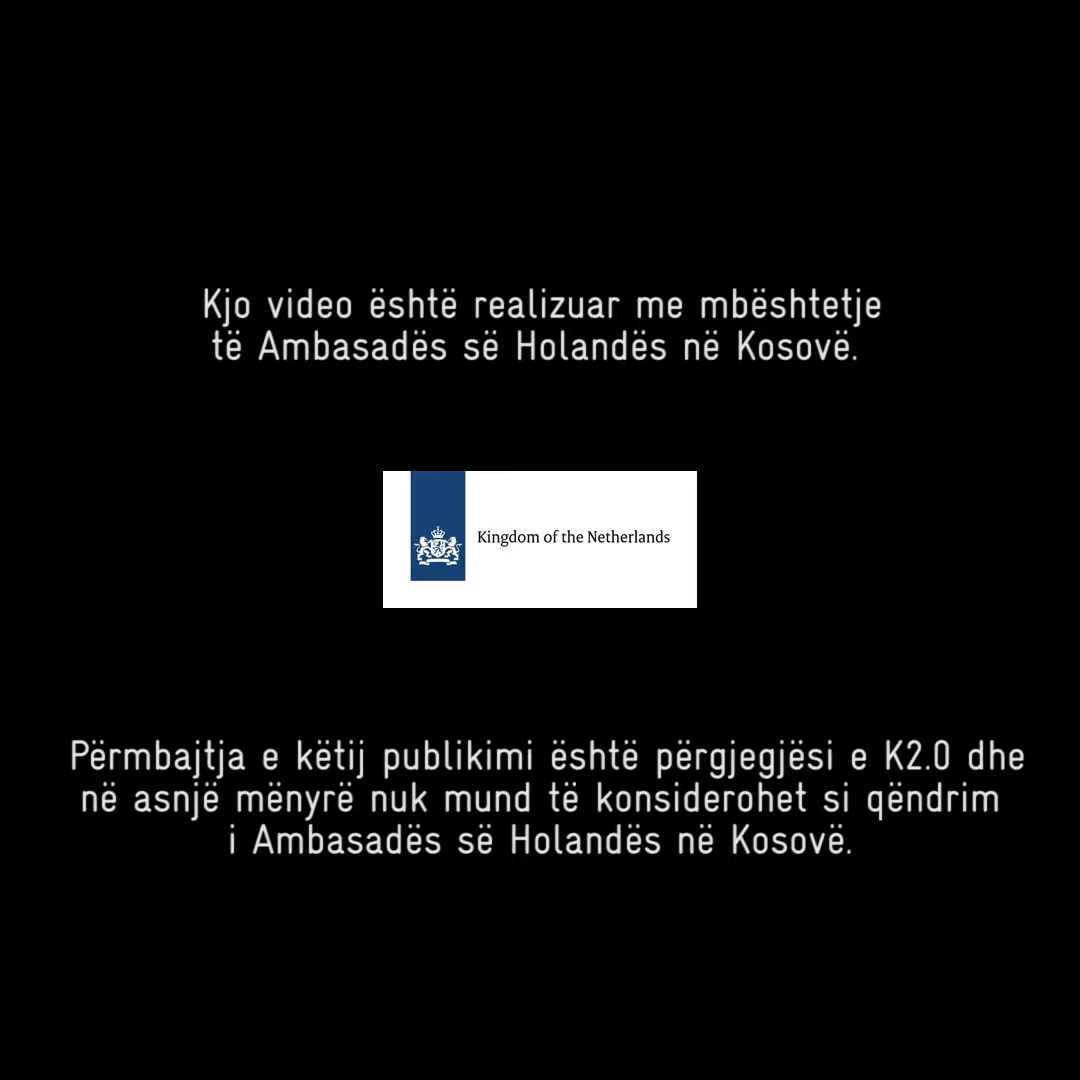 Kjo video është realizuar me mbështetje
të Ambasadës së Holandës në Kosovë.
Kingdom of the Netherlands
Përmbajtja e këtij publikimi është përgjegjësi e K2.0 dhe
në asnjë mënyrë nuk mund të konsiderohet si qëndrim
i Ambasadës së Holandës në Kosovë.